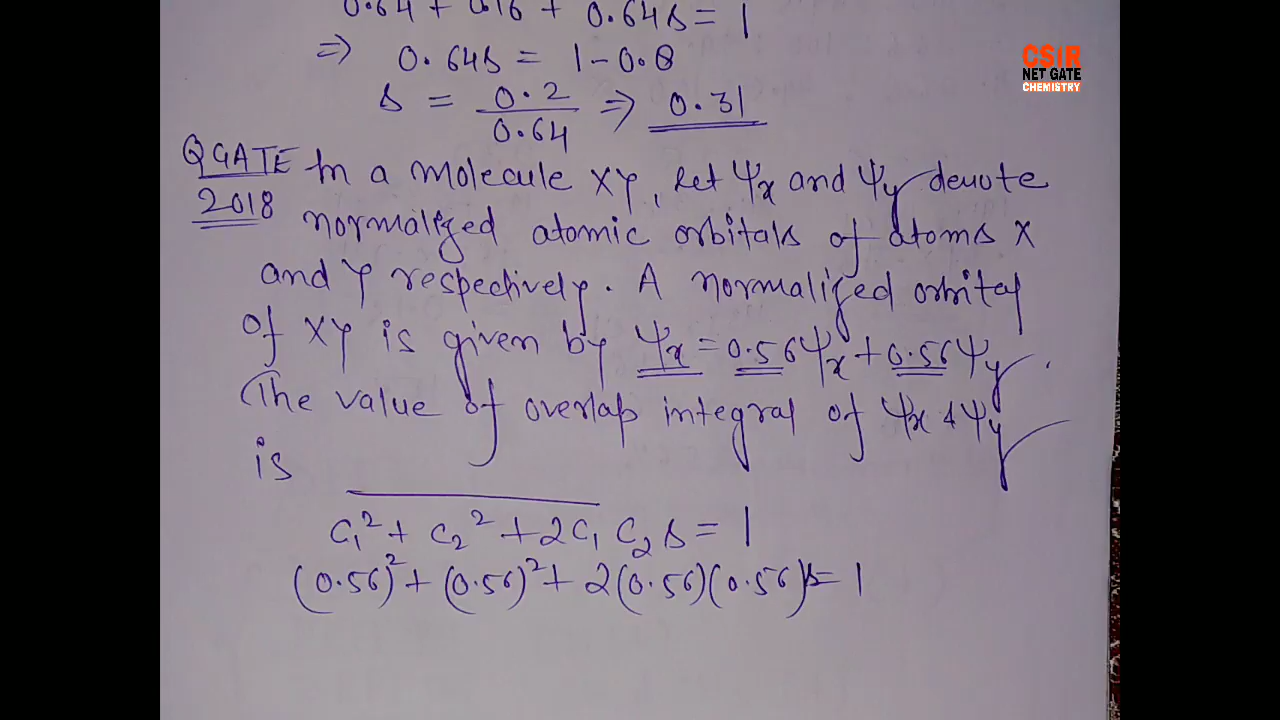 0.64 + 0.16 + 0.64s = 1
⇒ 0.64s = 1 - 0.8
s = 0.2/0.64 ⇒ 0.31
CSIR
NET GATE
CHEMISTRY
Q GATE In a molecule XY, Let Ψx and Ψy denote
2018 normalized atomic orbitals of atoms X
and Y respectively. A normalized orbital
of XY is given by Ψx = 0.56Ψx + 0.56Ψy.
The value of overlap integral of Ψx & Ψy
is
c₁² + c₂² + 2c₁ c₂ s = 1
(0.56)² + (0.56)² + 2(0.56)(0.56)s = 1